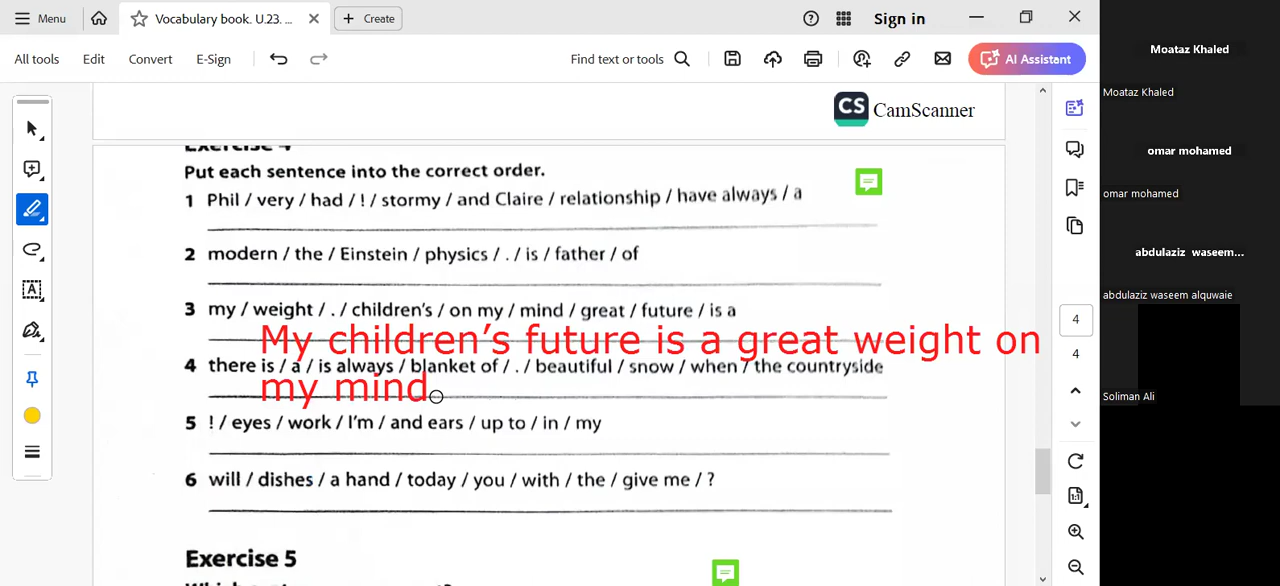 Menu
Vocabulary book. U.23. ...
Create
Sign in
All tools
Edit
Convert
E-Sign
Find text or tools
AI Assistant
CS CamScanner
Exercise 4
Put each sentence into the correct order.
1 Phil / very / had / ! / stormy / and Claire / relationship / have always / a
2 modern / the / Einstein / physics / . / is / father / of
3 my / weight / . / children's / on my / mind / great / future / is a
My children's future is a great weight on
4 there is / a / is always / blanket of / . / beautiful / snow / when / the countryside
my mind.
5 ! / eyes / work / I'm / and ears / up to / in / my
6 will / dishes / a hand / today / you / with / the / give me / ?
Exercise 5
4
4
1:1
Moataz Khaled
Moataz Khaled
omar mohamed
omar mohamed
abdulaziz waseem...
abdulaziz waseem alquwaie
Soliman Ali